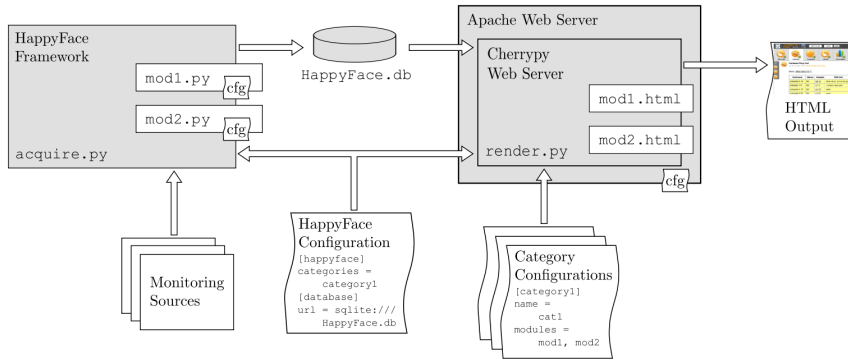 HappyFace
Framework
mod1.py
cfg
mod2.py
cfg
acquire.py
HappyFace.db
Apache Web Server
Cherrypy
Web Server
mod1.html
mod2.html
render.py
cfg
HTML
Output
Monitoring
Sources
HappyFace
Configuration
[happyface]
categories =
category1
[database]
url = sqlite:///
HappyFace.db
Category
Configurations
[category1]
name =
cat1
modules =
mod1, mod2